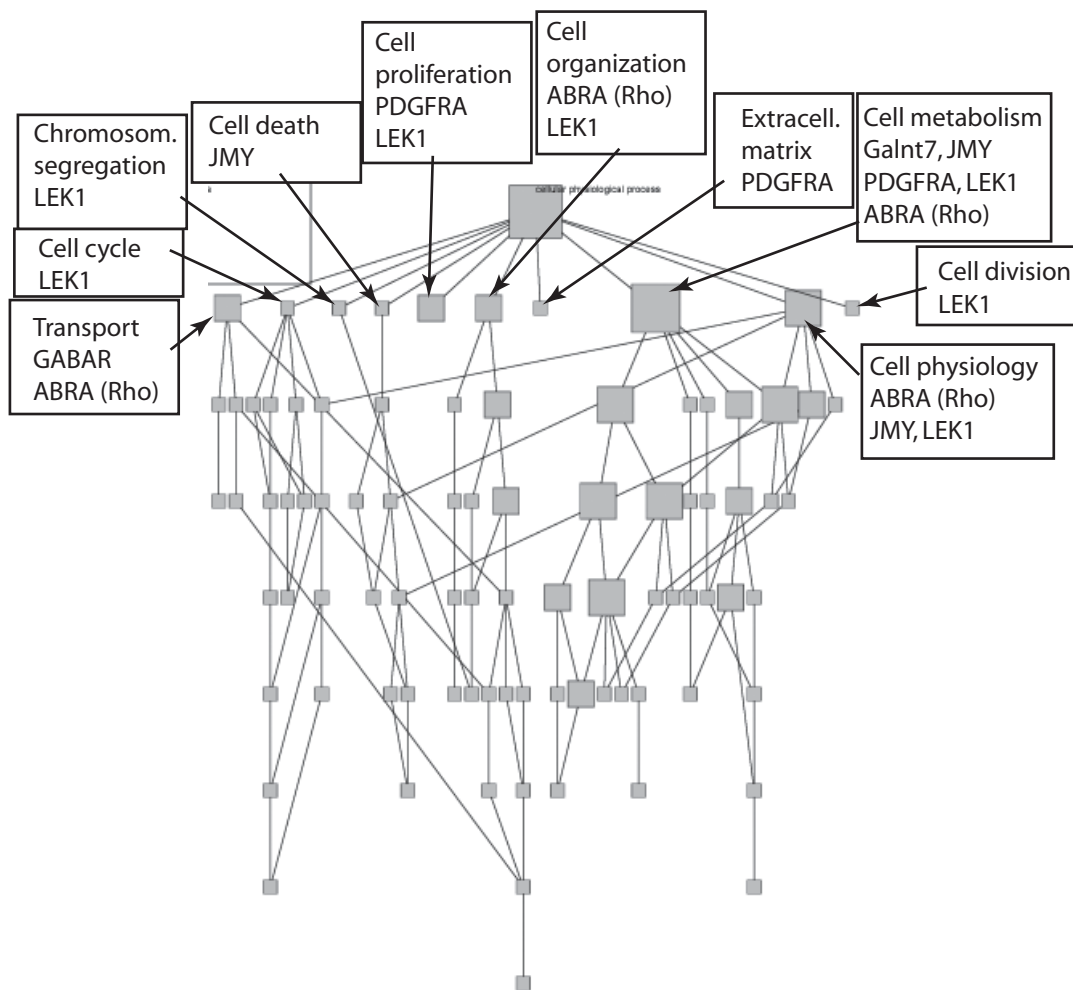 Cell
proliferation
PDGFRA
LEK1
Cell
organization
ABRA (Rho)
LEK1
Chromosom.
segregation
LEK1
Cell death
JMY
Extracell.
matrix
PDGFRA
Cell metabolism
Galnt7, JMY
PDGFRA, LEK1
ABRA (Rho)
cellular physiological process
Cell cycle
LEK1
Cell division
LEK1
Transport
GABAR
ABRA (Rho)
Cell physiology
ABRA (Rho)
JMY, LEK1